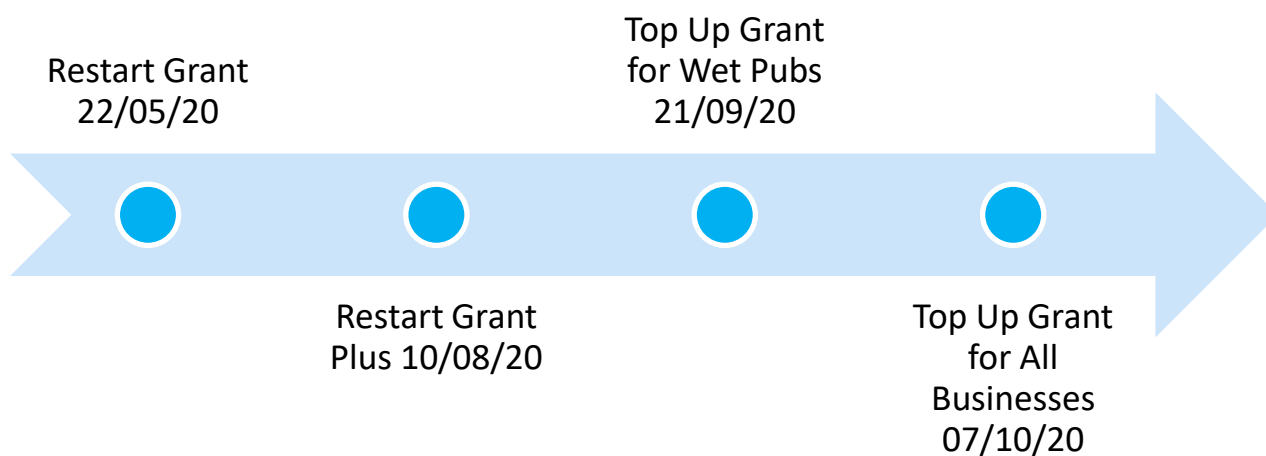 Restart Grant
22/05/20
Restart Grant
Plus 10/08/20
Top Up Grant
for Wet Pubs
21/09/20
Top Up Grant
for All
Businesses
07/10/20